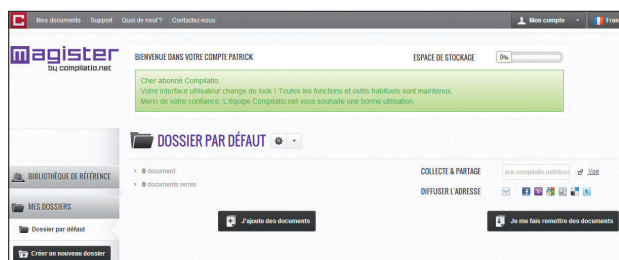 Mes documents Support Quoi de neuf ? Contactez-nous Mon compte Fran
magister
by compilatio.net
BIENVENUE DANS VOTRE COMPTE PATRICK ESPACE DE STOCKAGE 0%
Cher abonné Compilatio,
Votre interface utilisateur change de look ! Toutes les fonctions et outils habituels sont maintenus.
Merci de votre confiance. L'équipe Compilatio.net vous souhaite une bonne utilisation.
DOSSIER PAR DÉFAUT
BIBLIOTHÈQUE DE RÉFÉRENCE
MES DOSSIERS
Dossier par défaut
Créer un nouveau dossier
0 document
0 documents remis
J'ajoute des documents
COLLECTE & PARTAGE ace.compilatio.net/doss Voir
DIFFUSER L'ADRESSE
Je me fais remettre des documents